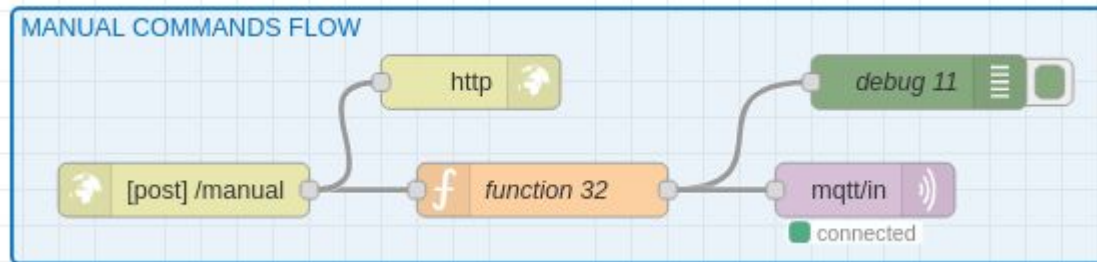 MANUAL COMMANDS FLOW
http
debug 11
[post] /manual
function 32
mqtt/in
connected